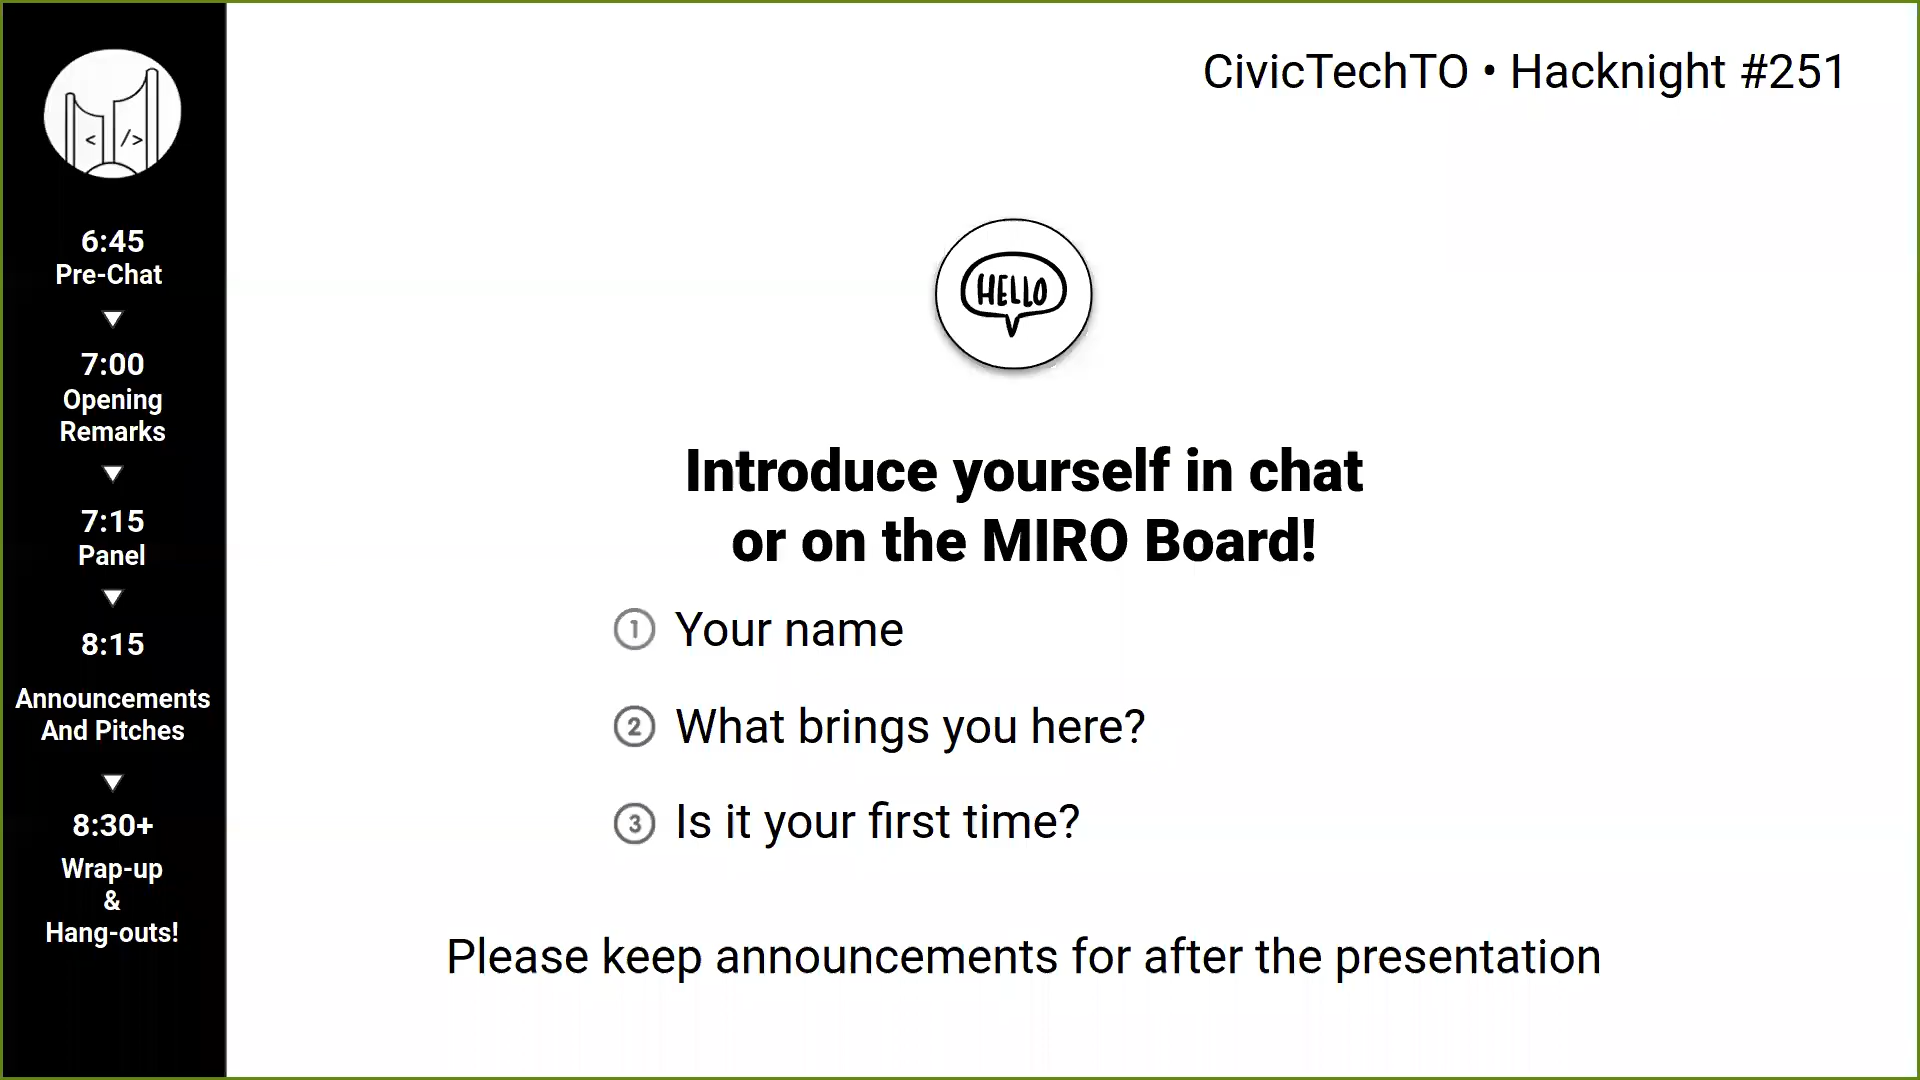 CivicTechTO • Hacknight #251
< />
6:45
Pre-Chat
7:00
Opening
Remarks
7:15
Panel
8:15
Announcements
And Pitches
8:30+
Wrap-up
&
Hang-outs!
HELLO
Introduce yourself in chat
or on the MIRO Board!
1 Your name
2 What brings you here?
3 Is it your first time?
Please keep announcements for after the presentation